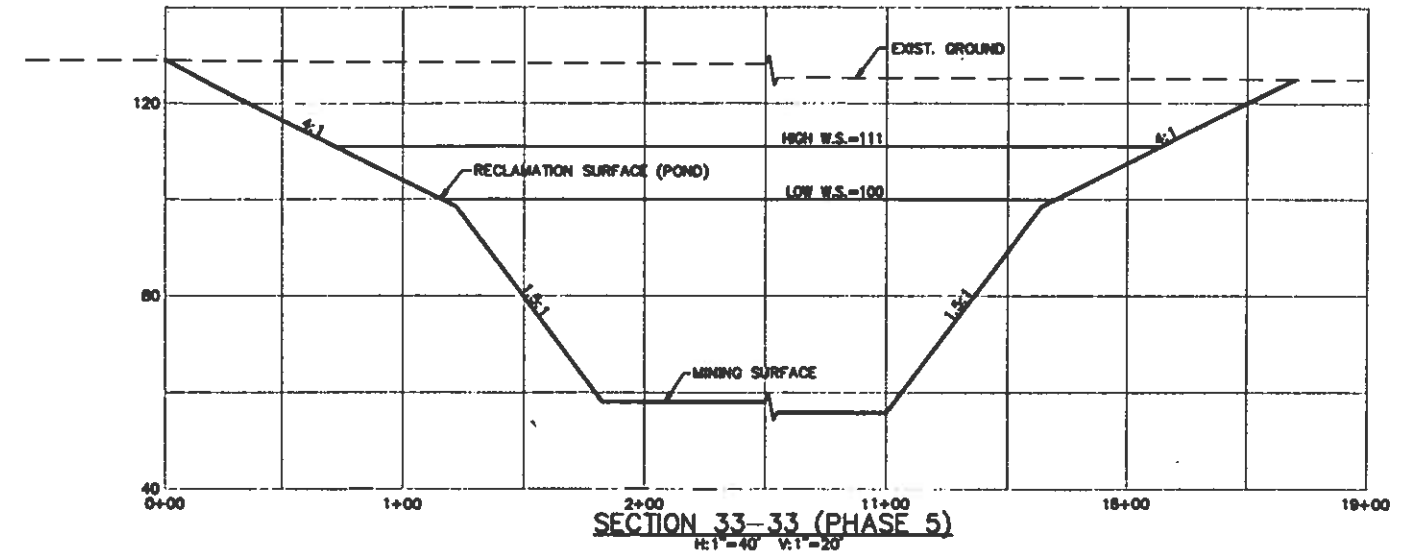 EXIST. GROUND
120
4:1
HIGH W.S.=111
4:1
RECLAMATION SURFACE (POND)
LOW W.S.=100
80
1.5:1
1.5:1
MINING SURFACE
40
0+00
1+00
2+00
11+00
18+00
19+00
SECTION 33-33 (PHASE 5)
H:1"=40' V:1"=20'